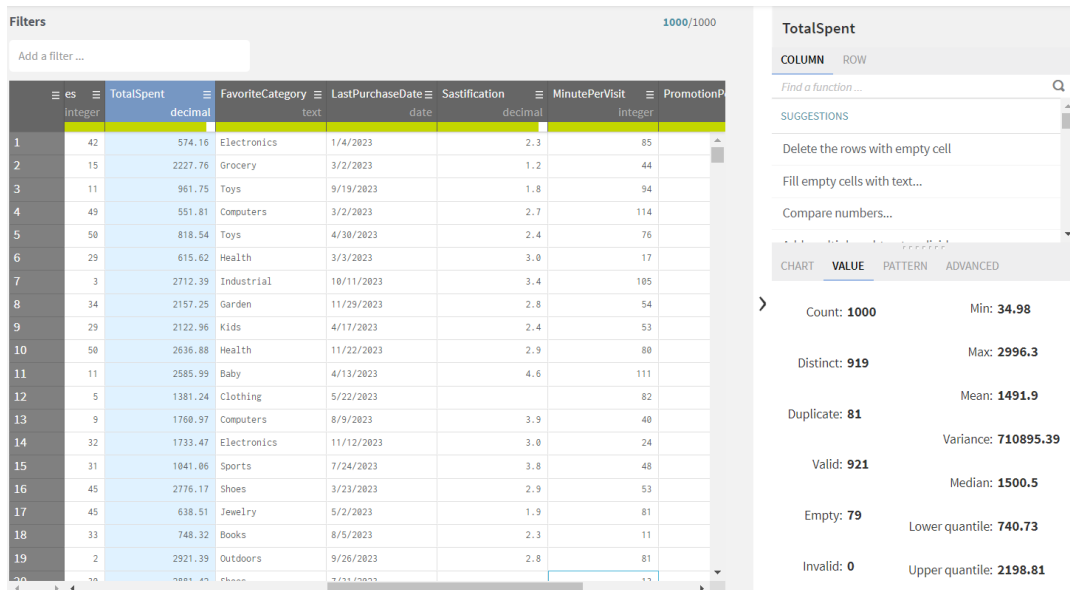 Filters
1000/1000
Add a filter ...
es TotalSpent FavoriteCategory LastPurchaseDate Sastification MinutePerVisit PromotionP
integer decimal text date decimal integer
1 42 574.16 Electronics 1/4/2023 2.3 85
2 15 2227.76 Grocery 3/2/2023 1.2 44
3 11 961.75 Toys 9/19/2023 1.8 94
4 49 551.81 Computers 3/2/2023 2.7 114
5 50 818.54 Toys 4/30/2023 2.4 76
6 29 615.62 Health 3/3/2023 3.0 17
7 3 2712.39 Industrial 10/11/2023 3.4 105
8 34 2157.25 Garden 11/29/2023 2.8 54
9 29 2122.96 Kids 4/17/2023 2.4 53
10 50 2636.88 Health 11/22/2023 2.9 80
11 11 2585.99 Baby 4/13/2023 4.6 111
12 5 1381.24 Clothing 5/22/2023 82
13 9 1760.97 Computers 8/9/2023 3.9 40
14 32 1733.47 Electronics 11/12/2023 3.0 24
15 31 1041.06 Sports 7/24/2023 3.8 48
16 45 2776.17 Shoes 3/23/2023 2.9 53
17 45 638.51 Jewelry 5/2/2023 1.9 81
18 33 748.32 Books 8/5/2023 2.3 11
19 2 2921.39 Outdoors 9/26/2023 2.8 81
TotalSpent
COLUMN ROW
Find a function ...
SUGGESTIONS
Delete the rows with empty cell
Fill empty cells with text...
Compare numbers...
CHART VALUE PATTERN ADVANCED
Count: 1000
Distinct: 919
Duplicate: 81
Valid: 921
Empty: 79
Invalid: 0
Min: 34.98
Max: 2996.3
Mean: 1491.9
Variance: 710895.39
Median: 1500.5
Lower quantile: 740.73
Upper quantile: 2198.81